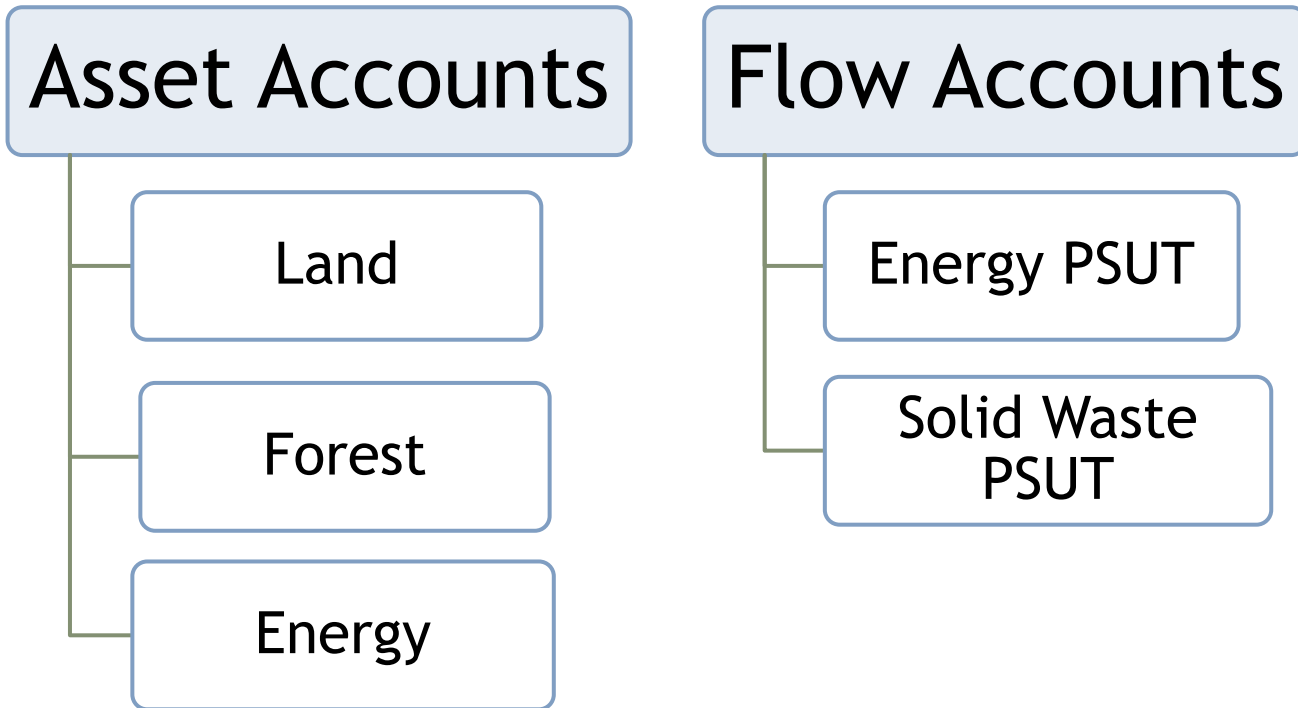 Asset Accounts
Land
Forest
Energy
Flow Accounts
Energy PSUT
Solid Waste
PSUT